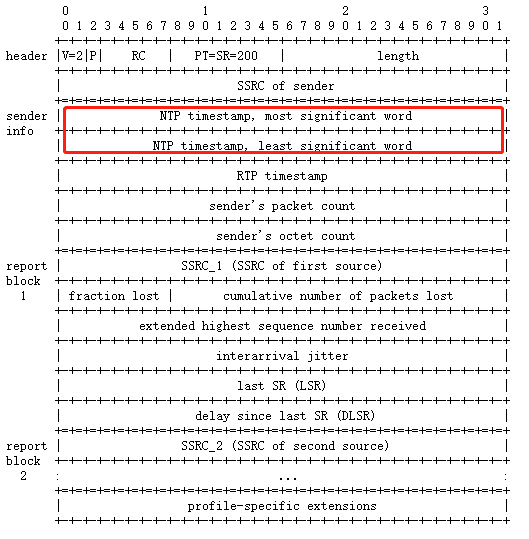 0                   1                   2                   3
0 1 2 3 4 5 6 7 8 9 0 1 2 3 4 5 6 7 8 9 0 1 2 3 4 5 6 7 8 9 0 1
+-+-+-+-+-+-+-+-+-+-+-+-+-+-+-+-+-+-+-+-+-+-+-+-+-+-+-+-+-+-+-+-+
header |V=2|P|    RC   |   PT=SR=200   |             length            |
+-+-+-+-+-+-+-+-+-+-+-+-+-+-+-+-+-+-+-+-+-+-+-+-+-+-+-+-+-+-+-+-+
|                         SSRC of sender                        |
+=+=+=+=+=+=+=+=+=+=+=+=+=+=+=+=+=+=+=+=+=+=+=+=+=+=+=+=+=+=+=+=+
sender |              NTP timestamp, most significant word             |
info   +-+-+-+-+-+-+-+-+-+-+-+-+-+-+-+-+-+-+-+-+-+-+-+-+-+-+-+-+-+-+-+-+
|             NTP timestamp, least significant word             |
+-+-+-+-+-+-+-+-+-+-+-+-+-+-+-+-+-+-+-+-+-+-+-+-+-+-+-+-+-+-+-+-+
|                         RTP timestamp                         |
+-+-+-+-+-+-+-+-+-+-+-+-+-+-+-+-+-+-+-+-+-+-+-+-+-+-+-+-+-+-+-+-+
|                     sender's packet count                     |
+-+-+-+-+-+-+-+-+-+-+-+-+-+-+-+-+-+-+-+-+-+-+-+-+-+-+-+-+-+-+-+-+
|                      sender's octet count                     |
+=+=+=+=+=+=+=+=+=+=+=+=+=+=+=+=+=+=+=+=+=+=+=+=+=+=+=+=+=+=+=+=+
report |                 SSRC_1 (SSRC of first source)                 |
block  +-+-+-+-+-+-+-+-+-+-+-+-+-+-+-+-+-+-+-+-+-+-+-+-+-+-+-+-+-+-+-+-+
1    | fraction lost |       cumulative number of packets lost       |
+-+-+-+-+-+-+-+-+-+-+-+-+-+-+-+-+-+-+-+-+-+-+-+-+-+-+-+-+-+-+-+-+
|           extended highest sequence number received           |
+-+-+-+-+-+-+-+-+-+-+-+-+-+-+-+-+-+-+-+-+-+-+-+-+-+-+-+-+-+-+-+-+
|                      interarrival jitter                      |
+-+-+-+-+-+-+-+-+-+-+-+-+-+-+-+-+-+-+-+-+-+-+-+-+-+-+-+-+-+-+-+-+
|                         last SR (LSR)                         |
+-+-+-+-+-+-+-+-+-+-+-+-+-+-+-+-+-+-+-+-+-+-+-+-+-+-+-+-+-+-+-+-+
|                   delay since last SR (DLSR)                  |
+=+=+=+=+=+=+=+=+=+=+=+=+=+=+=+=+=+=+=+=+=+=+=+=+=+=+=+=+=+=+=+=+
report |                 SSRC_2 (SSRC of second source)                |
block  +-+-+-+-+-+-+-+-+-+-+-+-+-+-+-+-+-+-+-+-+-+-+-+-+-+-+-+-+-+-+-+-+
2    :                               ...                             :
+=+=+=+=+=+=+=+=+=+=+=+=+=+=+=+=+=+=+=+=+=+=+=+=+=+=+=+=+=+=+=+=+
|                  profile-specific extensions                  |
+-+-+-+-+-+-+-+-+-+-+-+-+-+-+-+-+-+-+-+-+-+-+-+-+-+-+-+-+-+-+-+-+